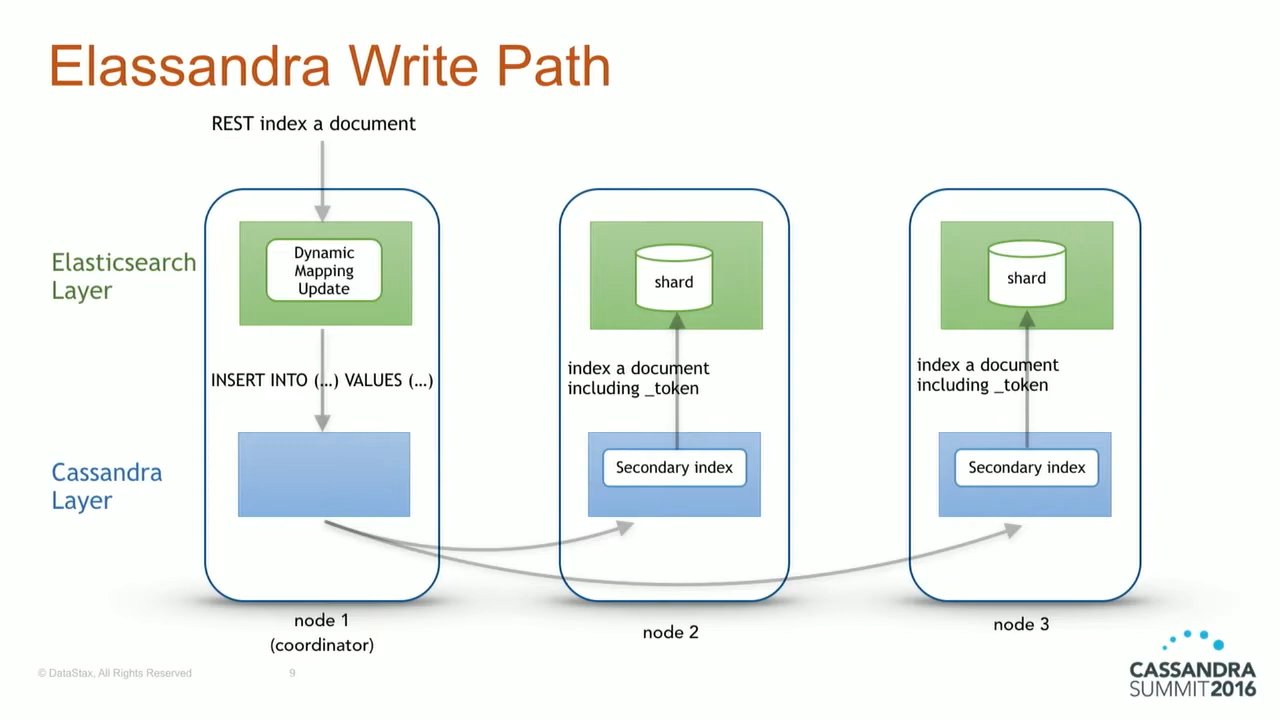 Elassandra Write Path
REST index a document
Elasticsearch
Layer
Dynamic
Mapping
Update
shard
shard
INSERT INTO (…) VALUES (…)
index a document
including _token
index a document
including _token
Cassandra
Layer
Secondary index
Secondary index
node 1
(coordinator)
node 2
node 3
© DataStax, All Rights Reserved
9
CASSANDRA
SUMMIT2016